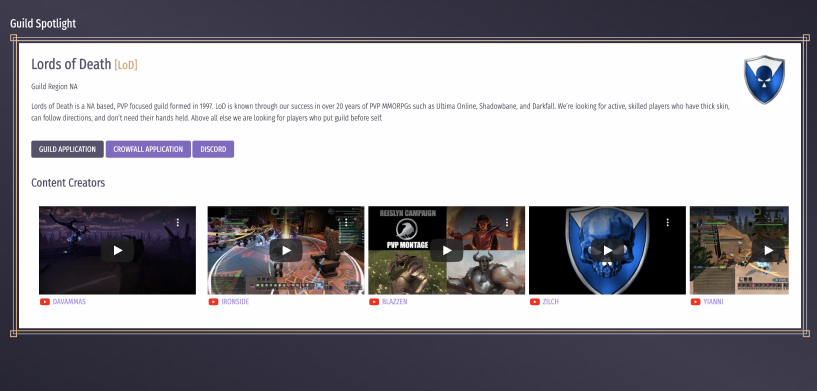 Guild Spotlight
Lords of Death [LoD]
Guild Region NA
Lords of Death is a NA based, PVP focused guild formed in 1997. LoD is known through our success in over 20 years of PVP MMORPGs such as Ultima Online, Shadowbane, and Darkfall. We're looking for active, skilled players who have thick skin,
can follow directions, and don't need their hands held. Above all else we are looking for players who put guild before self.
GUILD APPLICATION CROWFALL APPLICATION DISCORD
Content Creators
REISLYN CAMPAIGN
PVP MONTAGE
DAVAMMAS IRONSIDE BLAZZEN ZILCH YIANNI